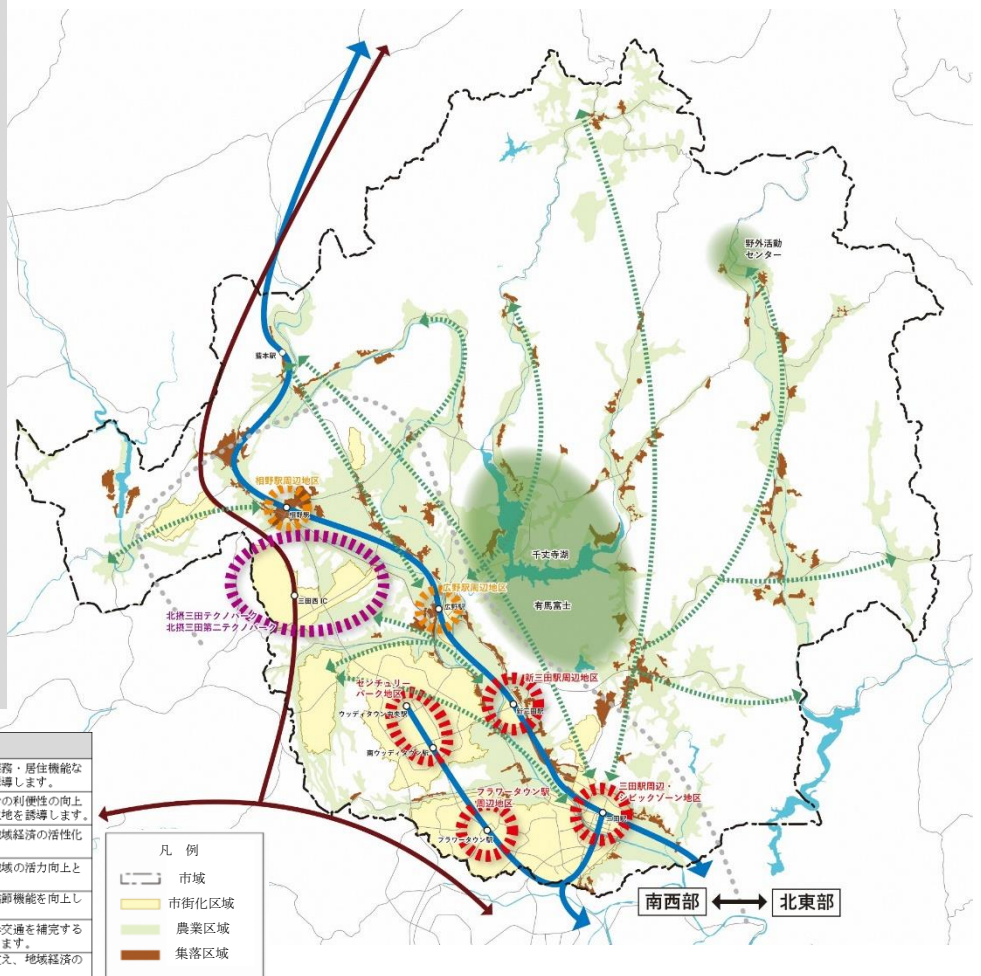 野外活動
センター
藍本駅
相野駅周辺地区
相野駅
千丈寺湖
有馬富士
広野駅周辺地区
広野駅
三田西IC
北摂三田テクノパーク
北摂三田第二テクノパーク
センチュリー
パーク地区
ウッディタウン中央駅
南ウッディタウン駅
新三田駅周辺地区
新三田駅
フラワータウン駅
周辺地区
フラワータウン駅
三田駅周辺・
シビックゾーン地区
三田駅
南西部
北東部
務・居住機能な
導します。
の利便性の向上
地を誘導します。
域経済の活性化
域の活力向上と
節機能を向上し
交通を補完する
ます。
え、地域経済の
凡 例
市域
市街化区域
農業区域
集落区域